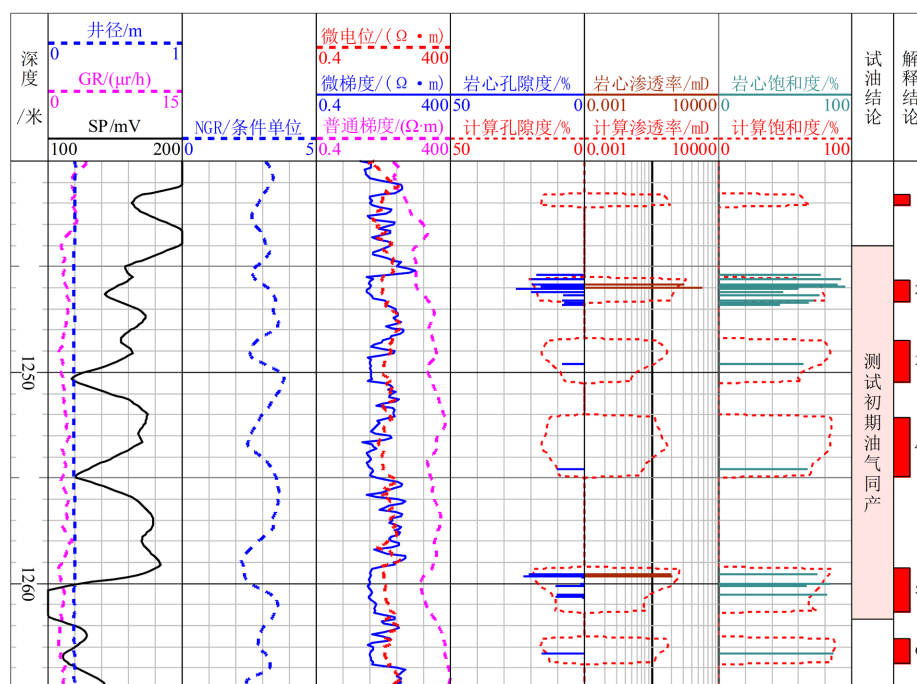 深度/米
井径/m
0 1
GR/(μr/h)
0 15
SP/mV
100 200
NGR/条件单位
0 5
微电位/(Ω·m)
0.4 400
微梯度/(Ω·m)
0.4 400
普通梯度/(Ω·m)
0.4 400
岩心孔隙度/%
50 0
计算孔隙度/%
50 0
岩心渗透率/mD
0.001 10000
计算渗透率/mD
0.001 10000
岩心饱和度/%
0 100
计算饱和度/%
0 100
试油结论
解释结论
1250
1260
测试初期油气同产